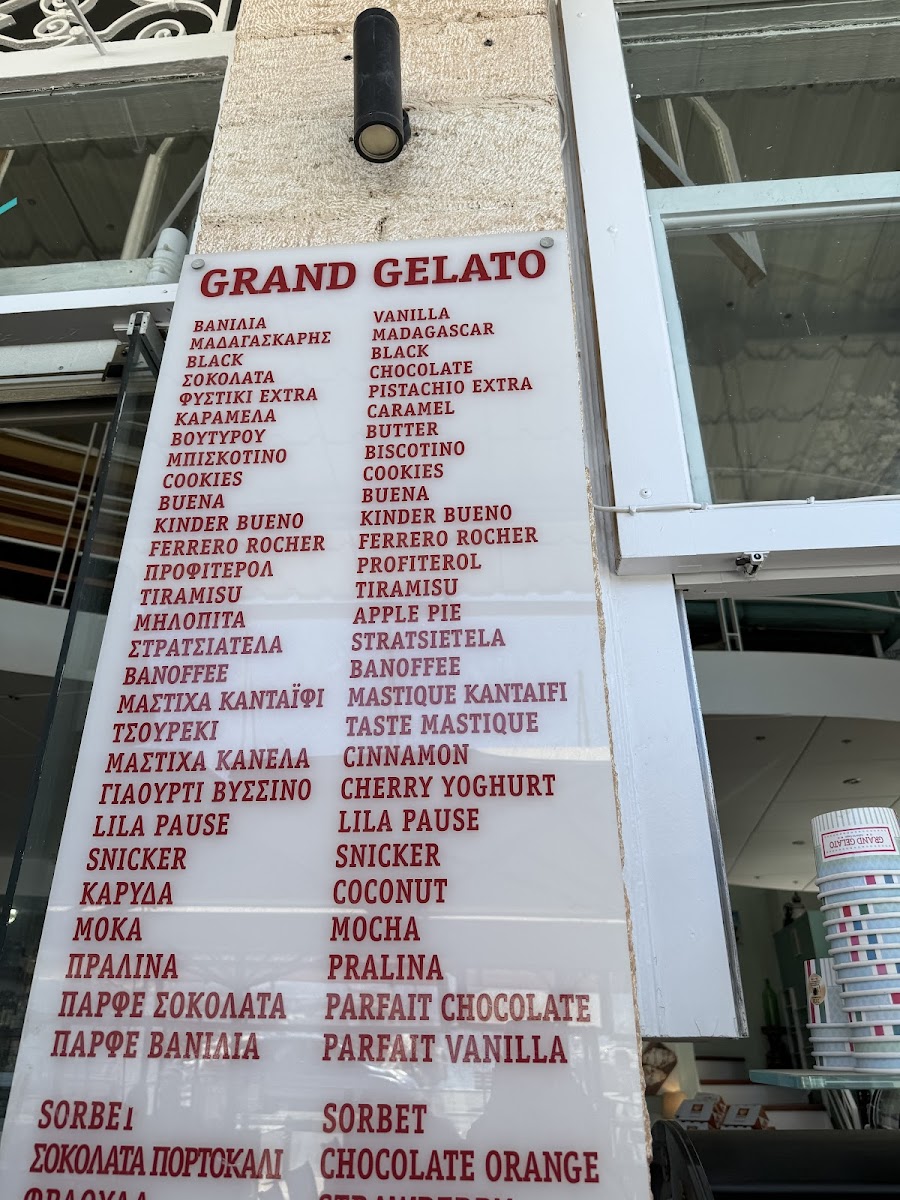 GRAND GELATO
ΒΑΝΙΛΙΑ
ΜΑΔΑΓΑΣΚΑΡΗΣ
BLACK
ΣΟΚΟΛΑΤΑ
ΦΥΣΤΙΚΙ EXTRA
ΚΑΡΑΜΕΛΑ
ΒΟΥΤΥΡΟΥ
ΜΠΙΣΚΟΤΙΝΟ
COOKIES
BUENA
KINDER BUENO
FERRERO ROCHER
ΠΡΟΦΙΤΕΡΟΛ
TIRAMISU
ΜΗΛΟΠΙΤΑ
ΣΤΡΑΤΣΙΑΤΕΛΑ
BANOFFEE
ΜΑΣΤΙΧΑ ΚΑΝΤΑΪΦΙ
ΤΣΟΥΡΕΚΙ
ΜΑΣΤΙΧΑ ΚΑΝΕΛΑ
ΓΙΑΟΥΡΤΙ ΒΥΣΣΙΝΟ
LILA PAUSE
SNICKER
ΚΑΡΥΔΑ
ΜΟΚΑ
ΠΡΑΛΙΝΑ
ΠΑΡΦΕ ΣΟΚΟΛΑΤΑ
ΠΑΡΦΕ ΒΑΝΙΛΙΑ
SORBET
ΣΟΚΟΛΑΤΑ ΠΟΡΤΟΚΑΛΙ
ΦΡΑΟΥΛΑ
VANILLA
MADAGASCAR
BLACK
CHOCOLATE
PISTACHIO EXTRA
CARAMEL
BUTTER
BISCOTINO
COOKIES
BUENA
KINDER BUENO
FERRERO ROCHER
PROFITEROL
TIRAMISU
APPLE PIE
STRATSIETELA
BANOFFEE
MASTIQUE KANTAIFI
TASTE MASTIQUE
CINNAMON
CHERRY YOGHURT
LILA PAUSE
SNICKER
COCONUT
MOCHA
PRALINA
PARFAIT CHOCOLATE
PARFAIT VANILLA
SORBET
CHOCOLATE ORANGE
STRAWBERRY
GRAND GELATO